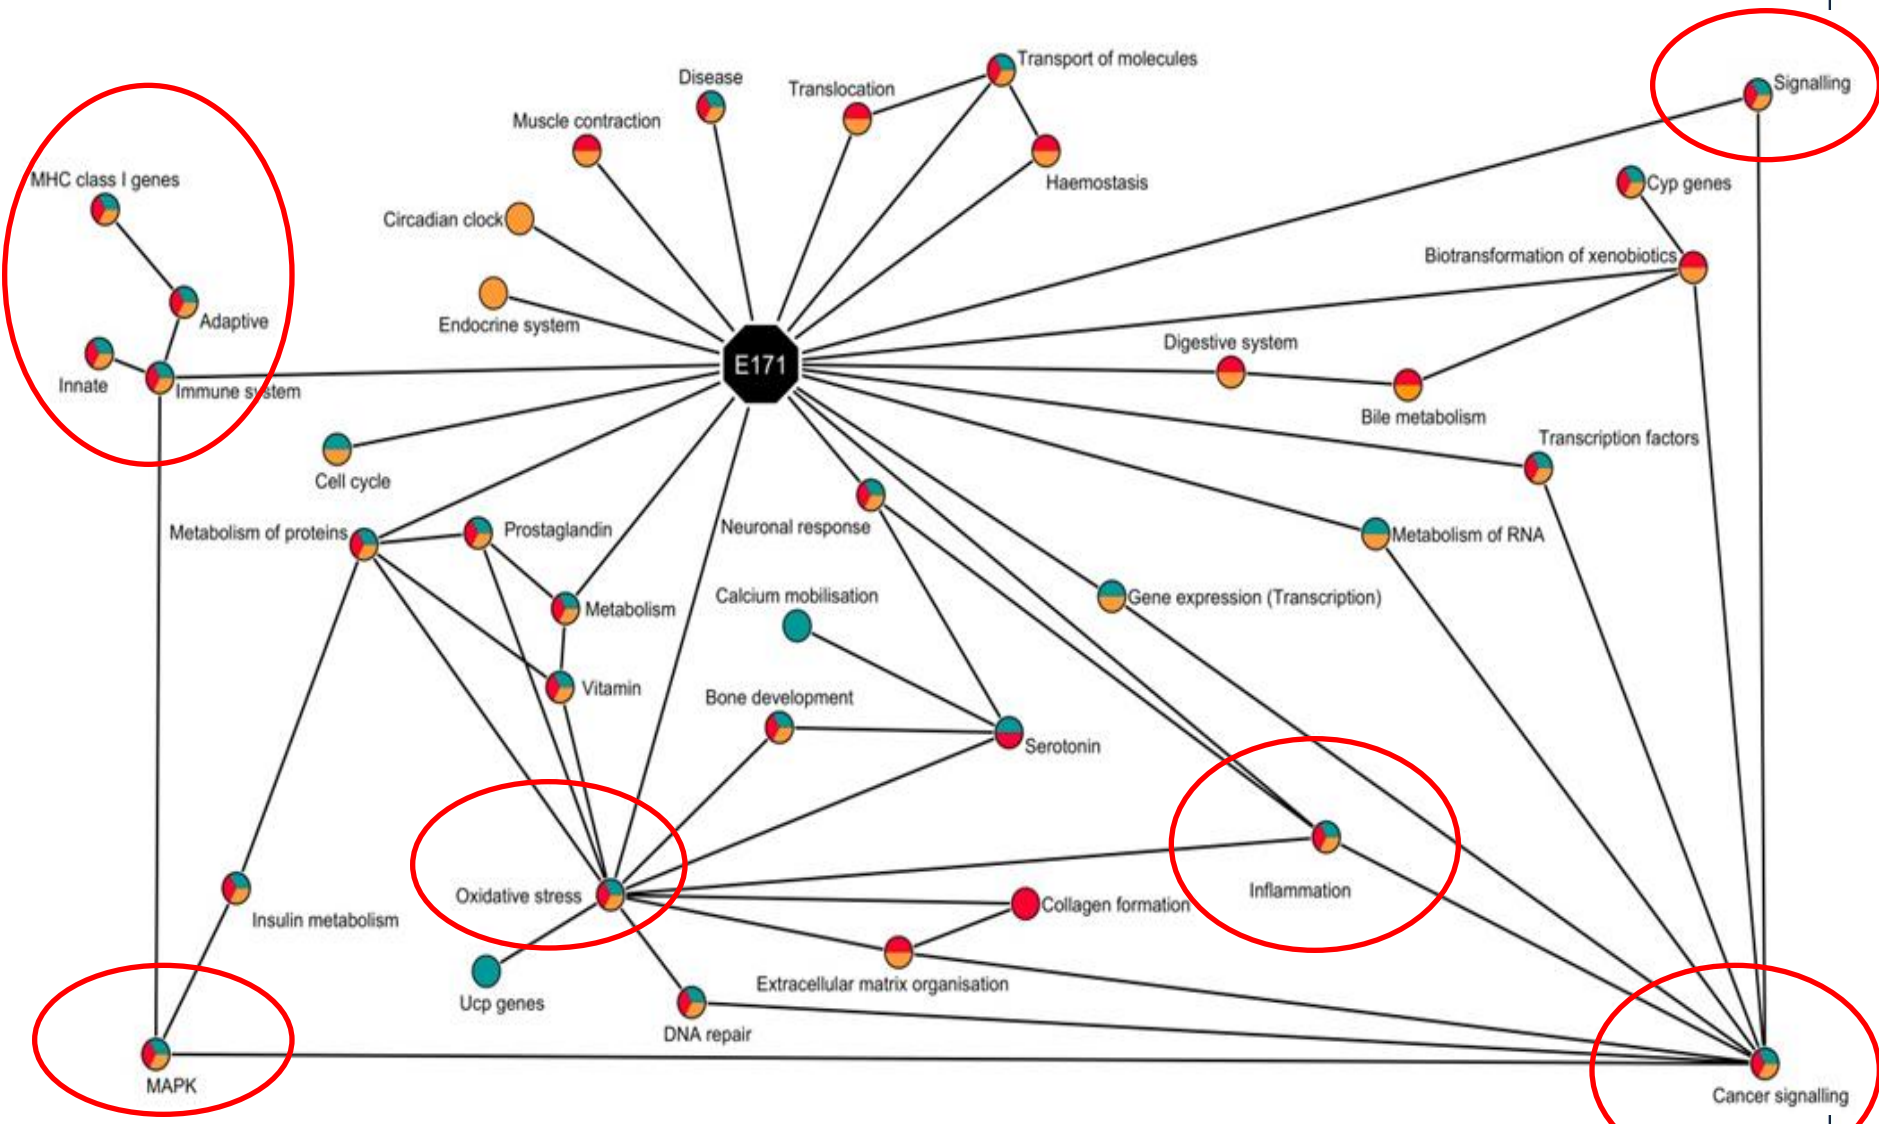 Transport of molecules
Disease
Translocation
Signalling
Muscle contraction
MHC class I genes
Haemostasis
Cyp genes
Circadian clock
Biotransformation of xenobiotics
Adaptive
Endocrine system
Digestive system
E171
Innate
Immune system
Bile metabolism
Transcription factors
Cell cycle
Metabolism of proteins
Prostaglandin
Neuronal response
Metabolism of RNA
Calcium mobilisation
Gene expression (Transcription)
Metabolism
Vitamin
Bone development
Serotonin
Oxidative stress
Inflammation
Collagen formation
Insulin metabolism
Extracellular matrix organisation
Ucp genes
DNA repair
MAPK
Cancer signalling